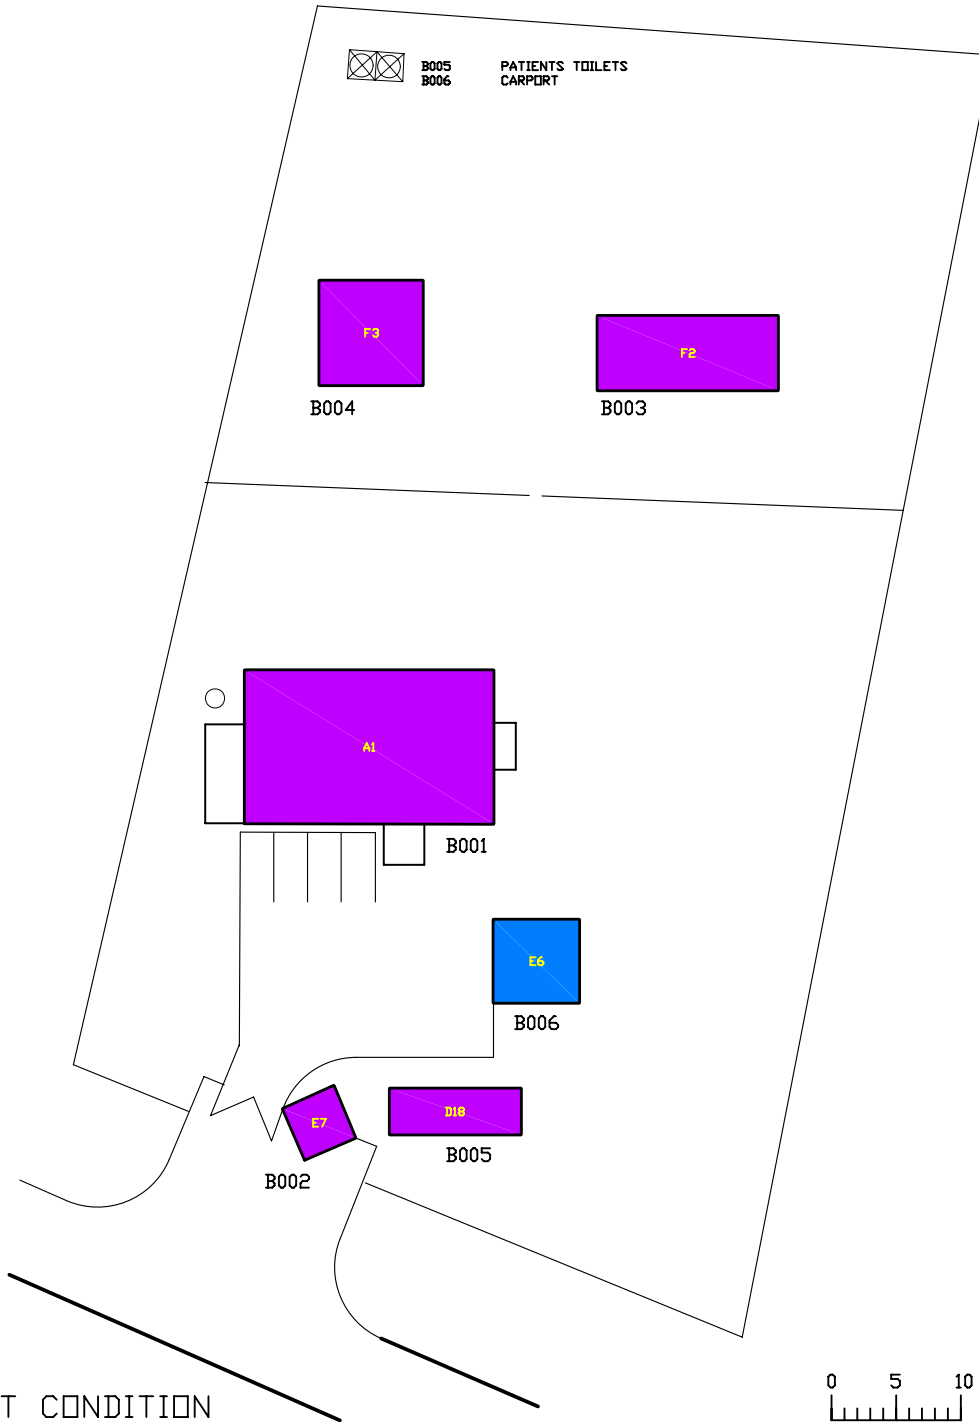 B005 PATIENTS TOILETS
B006 CARPORT
F3
F2
B004
B003
A1
B001
E6
B006
E7
D18
B005
B002
0 5 10
T CONDITION